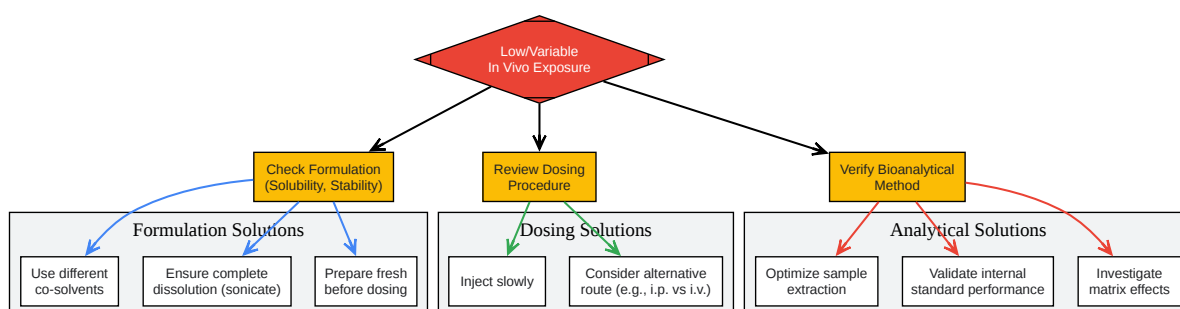 Low/Variable
In Vivo Exposure
Check Formulation
(Solubility, Stability)
Review Dosing
Procedure
Verify Bioanalytical
Method
Formulation Solutions
Dosing Solutions
Analytical Solutions
Use different
co-solvents
Ensure complete
dissolution (sonicate)
Prepare fresh
before dosing
Inject slowly
Consider alternative
route (e.g., i.p. vs i.v.)
Optimize sample
extraction
Validate internal
standard performance
Investigate
matrix effects